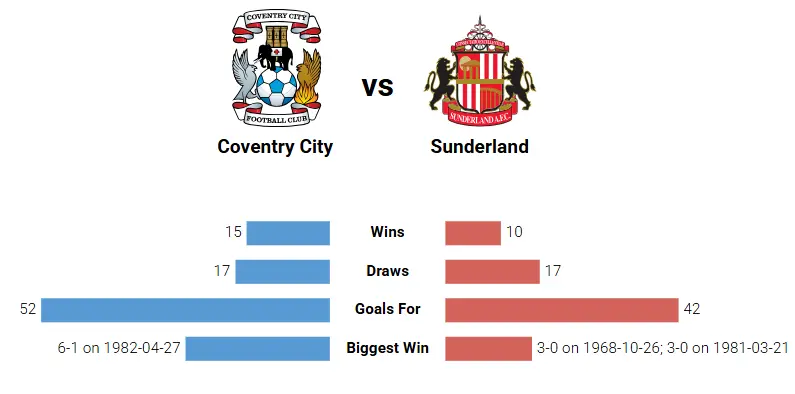 COVENTRY CITY
FOOTBALL CLUB
vs
SUNDERLAND A.F.C.
Coventry City
Sunderland
15 Wins 10
17 Draws 17
52 Goals For 42
6-1 on 1982-04-27 Biggest Win 3-0 on 1968-10-26; 3-0 on 1981-03-21